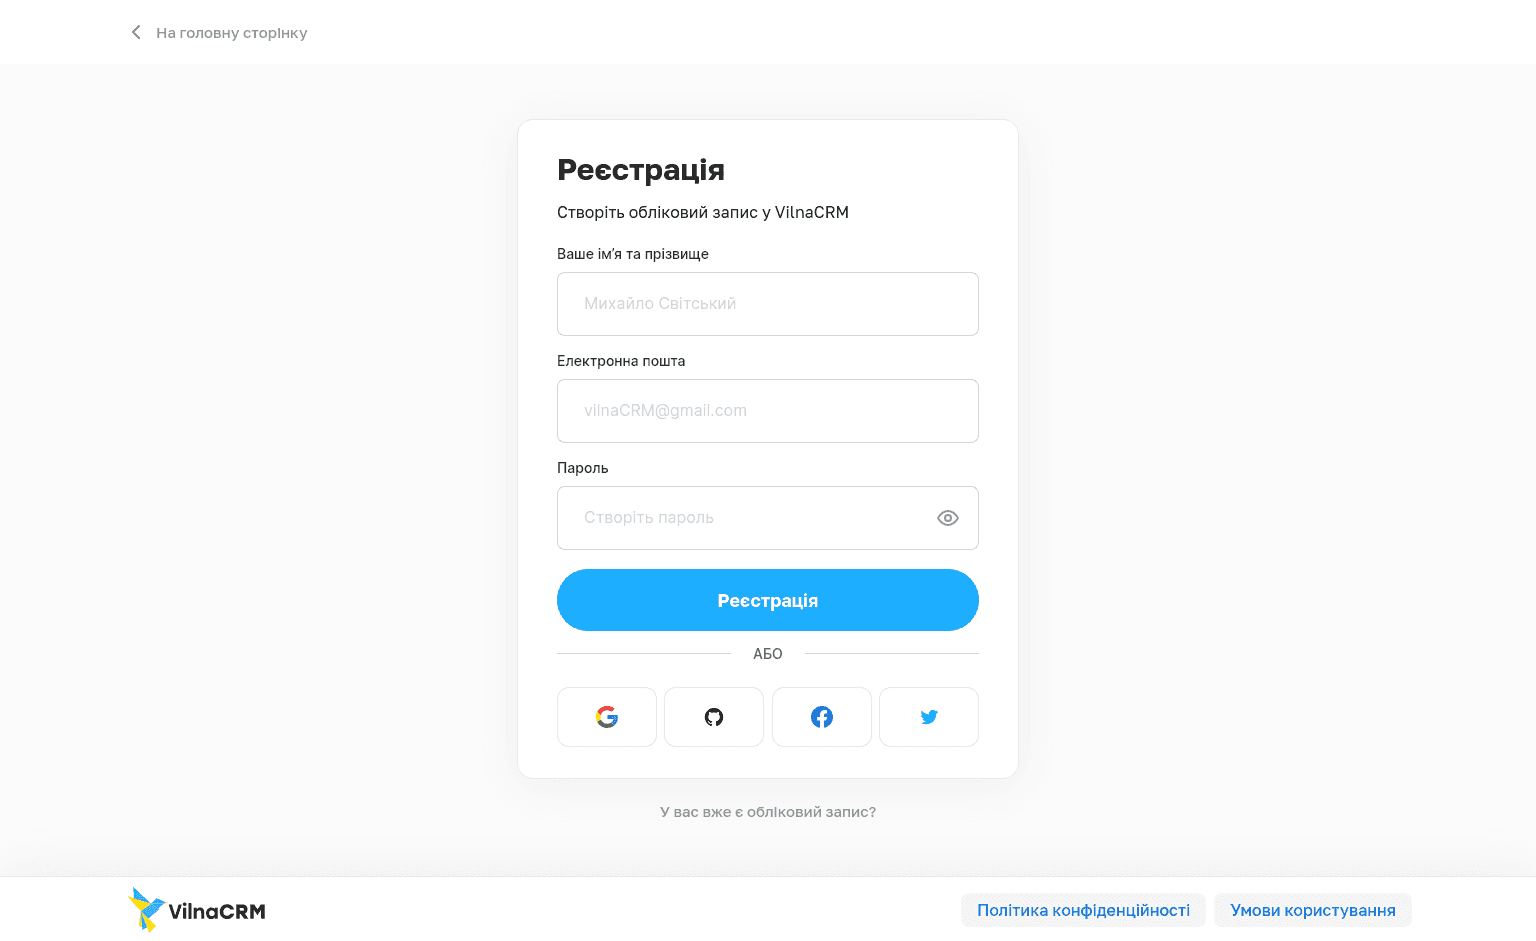 На головну сторінку
Реєстрація
Створіть обліковий запис у VilnaCRM
Ваше ім’я та прізвище
Михайло Світський
Електронна пошта
vilnaCRM@gmail.com
Пароль
Створіть пароль
Реєстрація
АБО
У вас вже є обліковий запис?
VilnaCRM
Політика конфіденційності
Умови користування